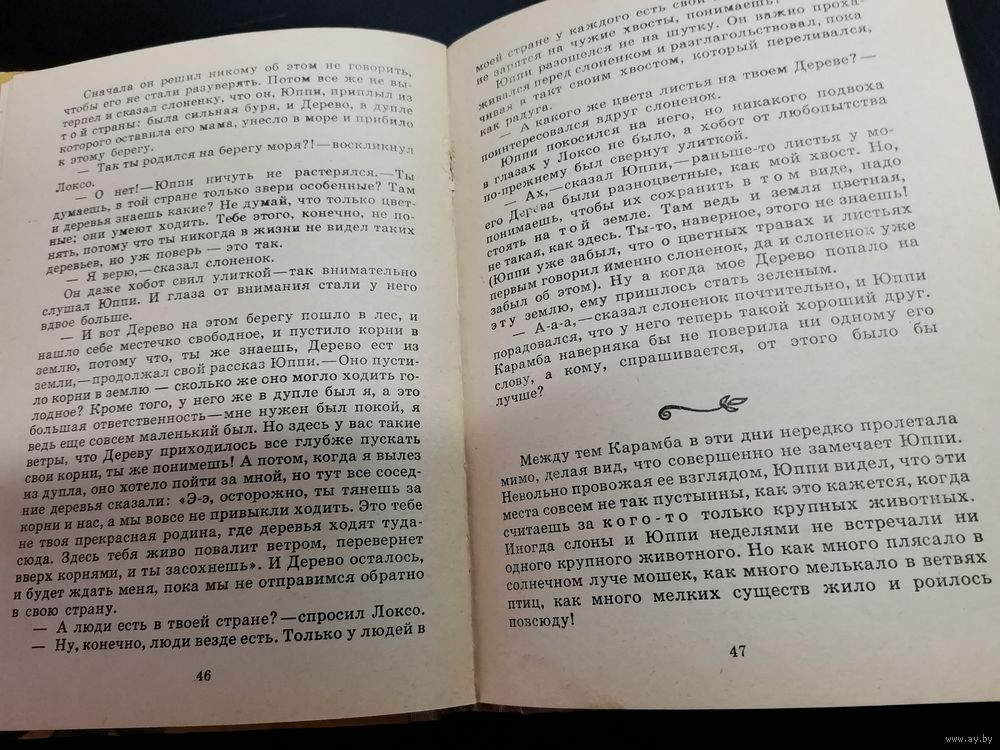 Сначала он решил никому об этом не говорить,
чтобы его не стали разуверять. Потом все же не вы-
терпел и сказал слоненку, что он, Юппи, приплыл из
той страны: была сильная буря, и Дерево, в дупле
которого оставила его мама, унесло в море и прибило
к этому берегу.
— Так ты родился на берегу моря?! — воскликнул
Локсо.
— О нет! — Юппи ничуть не растерялся. — Ты
думаешь, в той стране только звери особенные? Там
и деревья знаешь какие? Не думай, что только цвет-
ные; они умеют ходить. Тебе этого, конечно, не по-
нять, потому что ты никогда в жизни не видел таких
деревьев, но уж поверь — это так.
— Я верю, — сказал слоненок.
Он даже хобот свил улиткой — так внимательно
слушал Юппи. И глаза от внимания стали у него
вдвое больше.
— И вот Дерево на этом берегу пошло в лес, и
нашло себе местечко свободное, и пустило корни в
землю, потому что, ты же знаешь, Дерево ест из
земли, — продолжал свой рассказ Юппи. — Оно пусти-
ло корни в землю — сколько же оно могло ходить го-
лодное? Кроме того, у него же в дупле был я, а это
большая ответственность — мне нужен был покой, я
ведь еще совсем маленький был. Но здесь у вас такие
ветры, что Дереву приходилось все глубже пускать
свои корни, ты же понимаешь! А потом, когда я вылез
из дупла, оно хотело пойти за мной, но тут все сосед-
ние деревья сказали: «Э-э, осторожно, ты тянешь за
корни и нас, а мы вовсе не привыкли ходить. Это тебе
не твоя прекрасная родина, где деревья ходят туда-
сюда. Здесь тебя живо повалит ветром, перевернет
вверх корнями, и ты засохнешь». И Дерево осталось,
и будет ждать меня, пока мы не отправимся обратно
в свою страну.
— А люди есть в твоей стране? — спросил Локсо.
— Ну, конечно, люди везде есть. Только у людей в
46
моей стране у каждого есть свой
не зарятся на чужие хвосты, понимаешь?
Юппи разошелся не на шутку. Он важно проха-
живался перед слоненком и разглагольствовал, пока-
чивая в такт своим хвостом, который переливался,
как радуга.
— А какого же цвета листья на твоем Дереве? —
поинтересовался вдруг слоненок.
Юппи покосился на него, но никакого подвоха
в глазах у Локсо не было, а хобот от любопытства
по-прежнему был свернут улиткой.
— Ах, — сказал Юппи, — раньше-то листья у мо-
его Дерева были разноцветные, как мой хвост. Но,
понимаешь, чтобы их сохранить в том виде, надо
стоять на той земле. Там ведь и земля цветная,
не такая, как здесь. Ты-то, наверное, этого не знаешь!
(Юппи уже забыл, что о цветных травах и листьях
первым говорил именно слоненок, да и слоненок уже
забыл об этом). Ну а когда мое Дерево попало на
эту землю, ему пришлось стать зеленым.
— А-а-а, — сказал слоненок почтительно, и Юппи
порадовался, что у него теперь такой хороший друг.
Карамба наверняка бы не поверила ни одному его
слову, а кому, спрашивается, от этого было бы
лучше?
Между тем Карамба в эти дни нередко пролетала
мимо, делая вид, что совершенно не замечает Юппи.
Невольно провожая ее взглядом, Юппи видел, что эти
места совсем не так пустынны, как это кажется, когда
считаешь за кого-то только крупных животных.
Иногда слоны и Юппи неделями не встречали ни
одного крупного животного. Но как много плясало в
солнечном луче мошек, как много мелькало в ветвях
птиц, как много мелких существ жило и роилось
повсюду!
47
www.ay.by